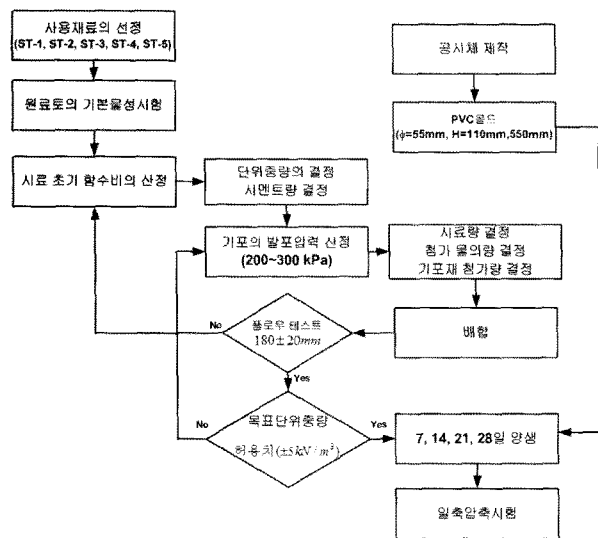 사용재료의 선정
(ST-1, ST-2, ST-3, ST-4, ST-5)
원료토의 기본물성시험
시료 초기 함수비의 산정
단위중량의 결정
시멘트량 결정
기포의 발포압력 산정
(200~300 kPa)
공시체 제작
PVC몰드
(ϕ=55mm, H=110mm,550mm)
시료량 결정
첨가 물의량 결정
기포재 첨가량 결정
배합
플로우 테스트
180±20mm
No
Yes
목표단위중량
허용치(±5kN/m³)
No
Yes
7, 14, 21, 28일 양생
일축압축시험